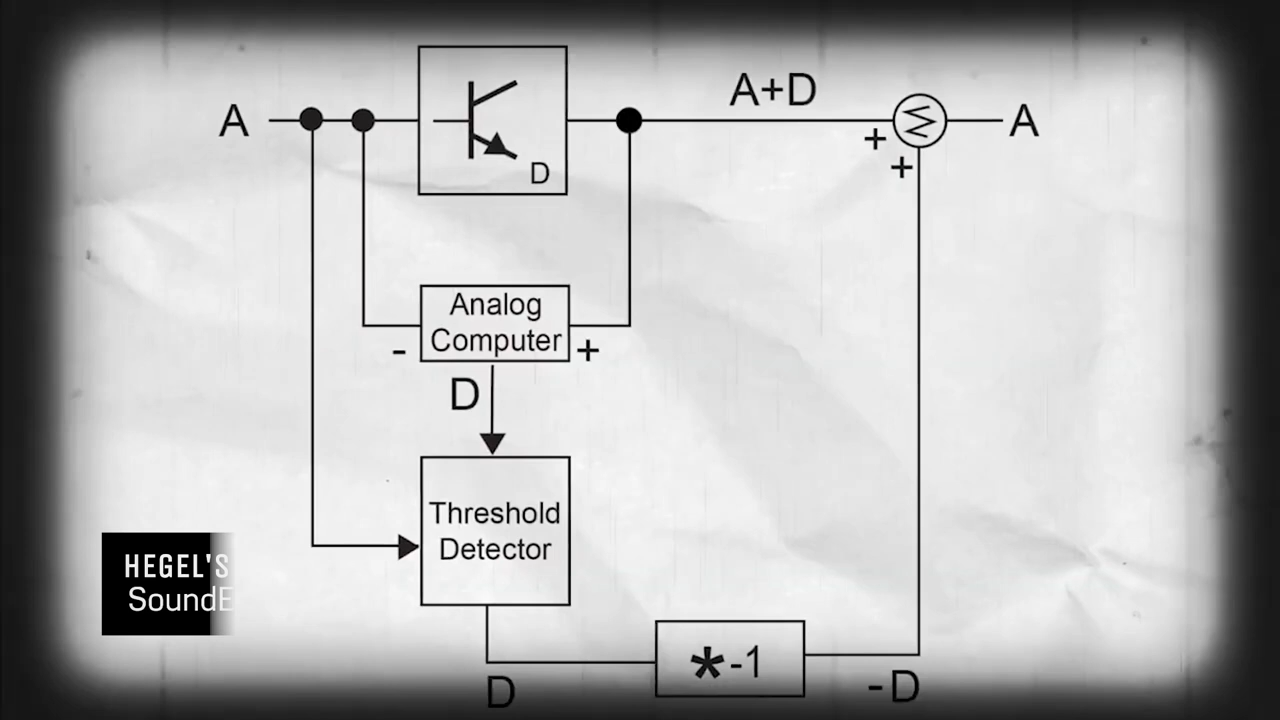 A
A+D
A
D
+
+
Analog
Computer
-
+
D
Threshold
Detector
HEGEL'S
* -1
D
-D